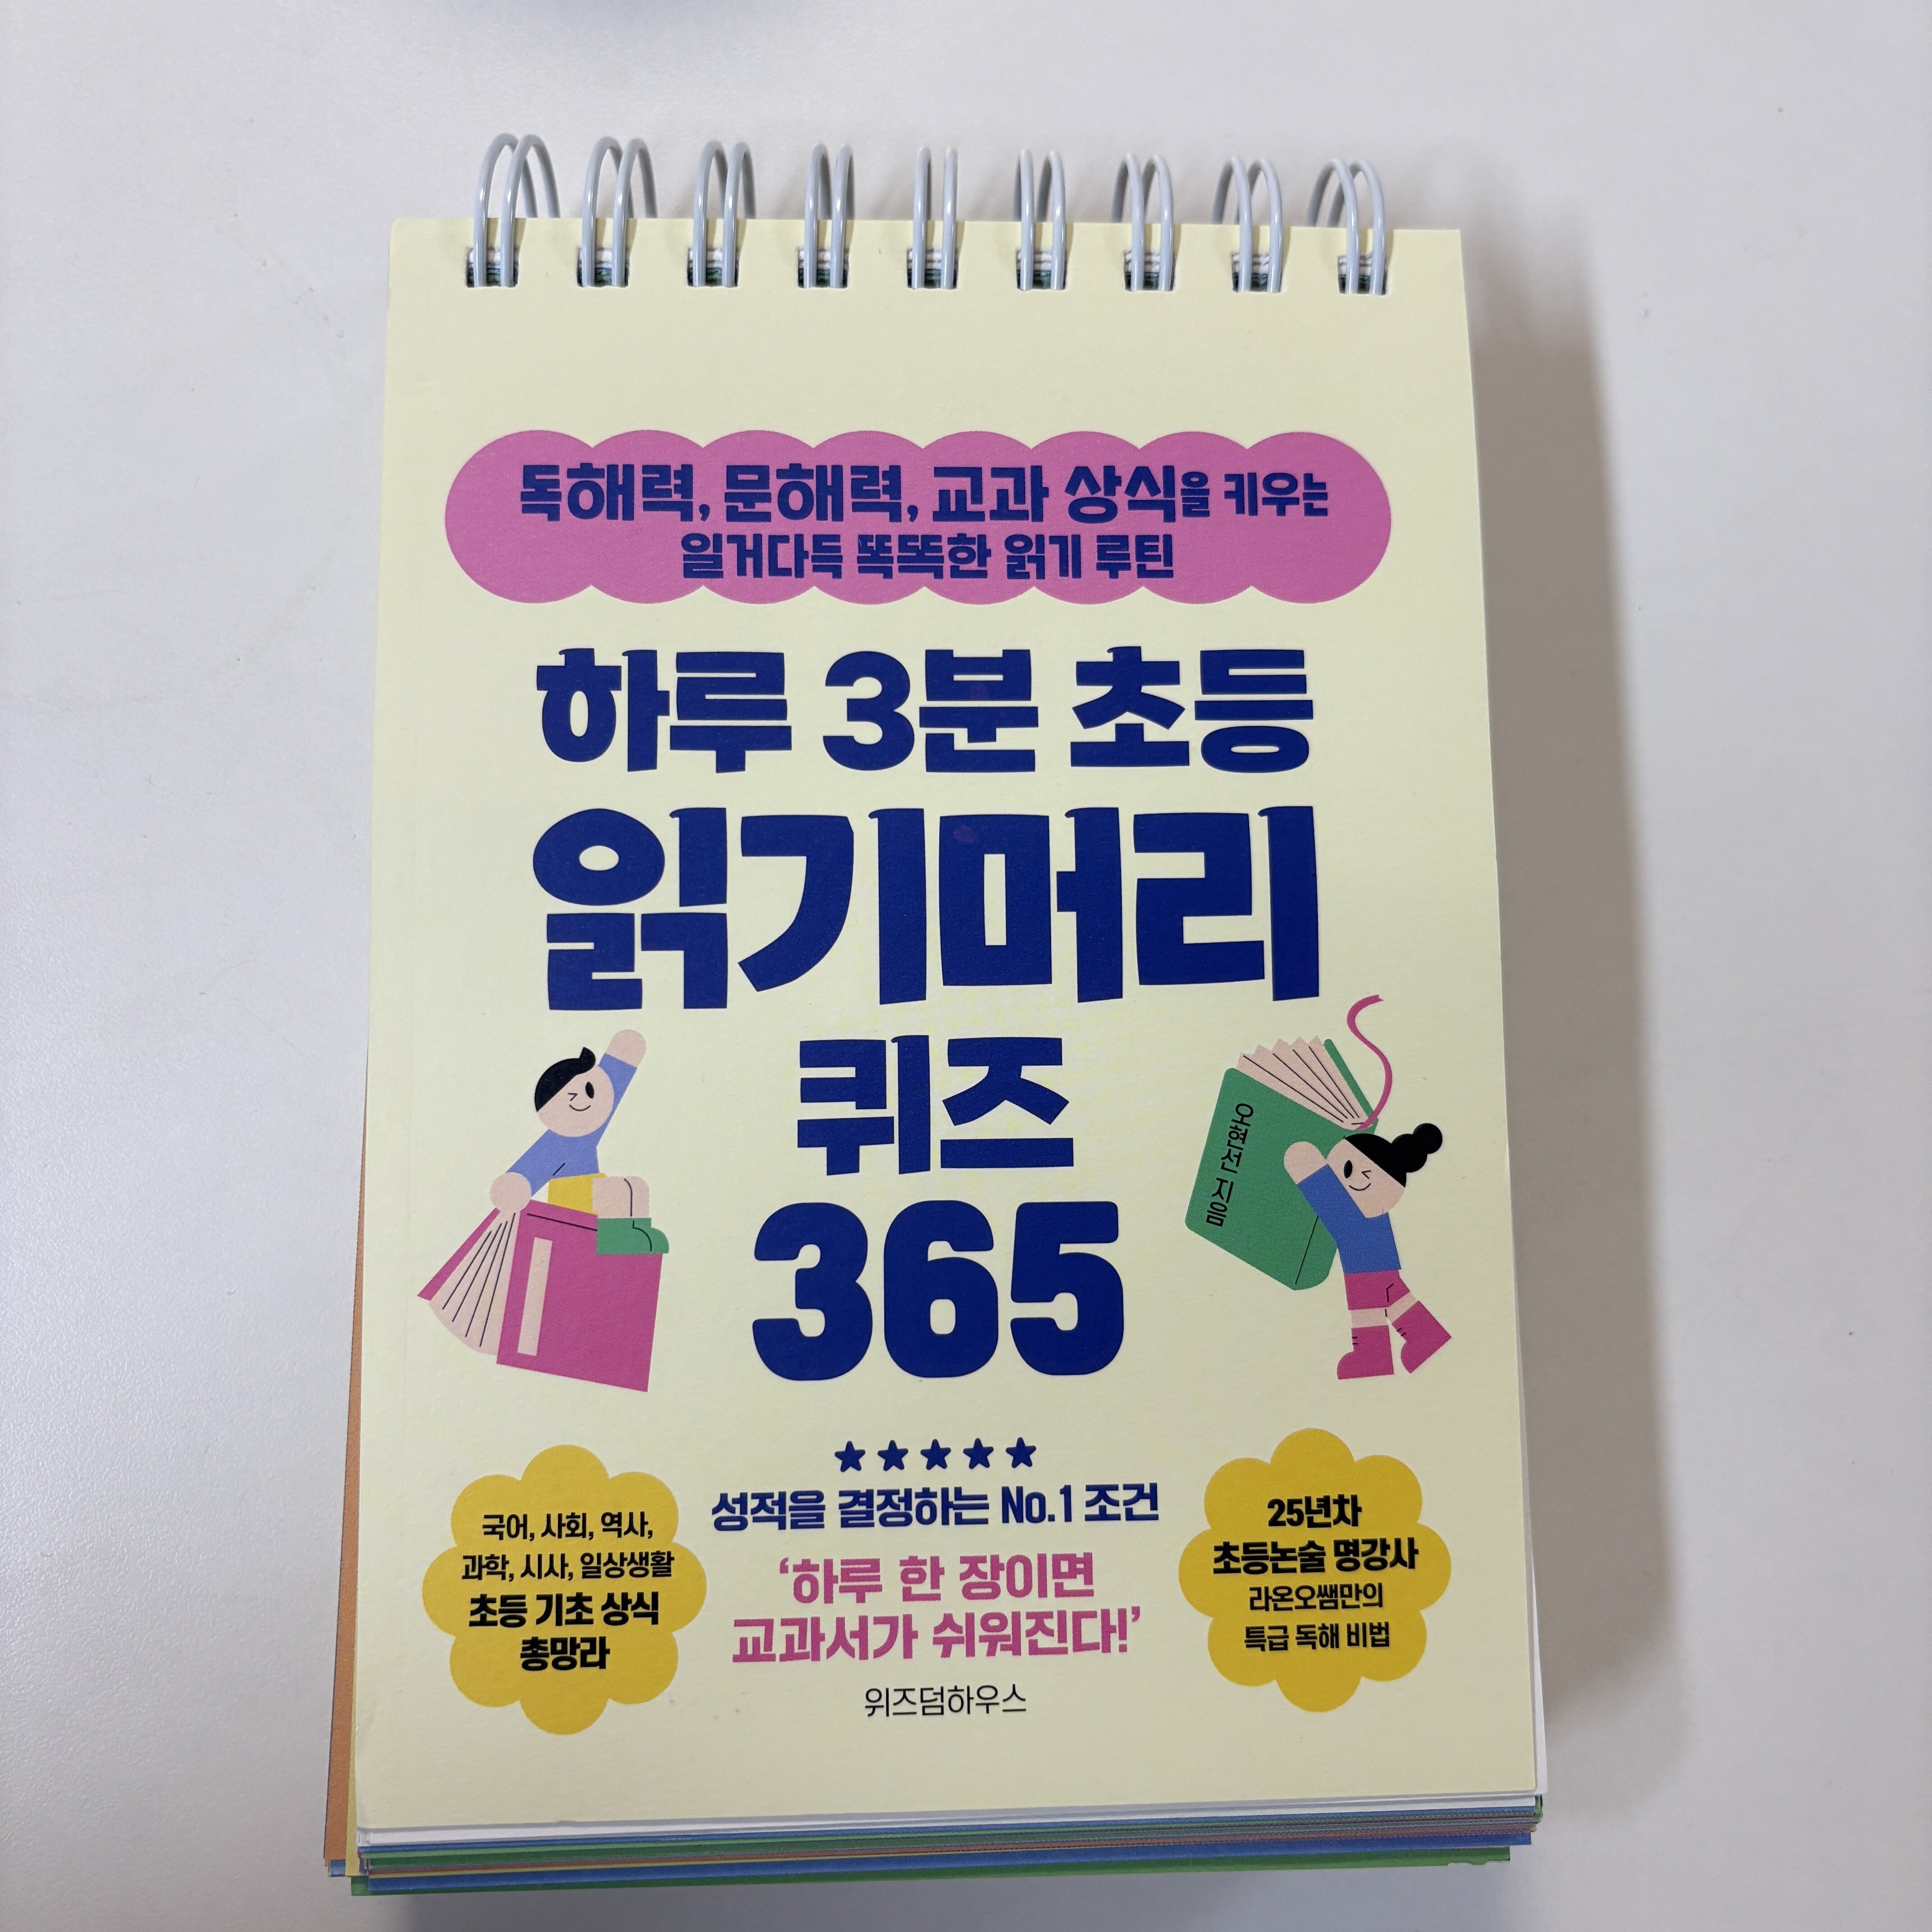 독해력, 문해력, 교과 상식을 키우는
일거다득 똑똑한 읽기 루틴
하루 3분 초등
읽기머리
퀴즈
365
오현선 지음
국어, 사회, 역사,
과학, 시사, 일상생활
초등 기초 상식
총망라
성적을 결정하는 No.1 조건
‘하루 한 장이면
교과서가 쉬워진다!’
위즈덤하우스
25년차
초등논술 명강사
라온오쌤만의
특급 독해 비법